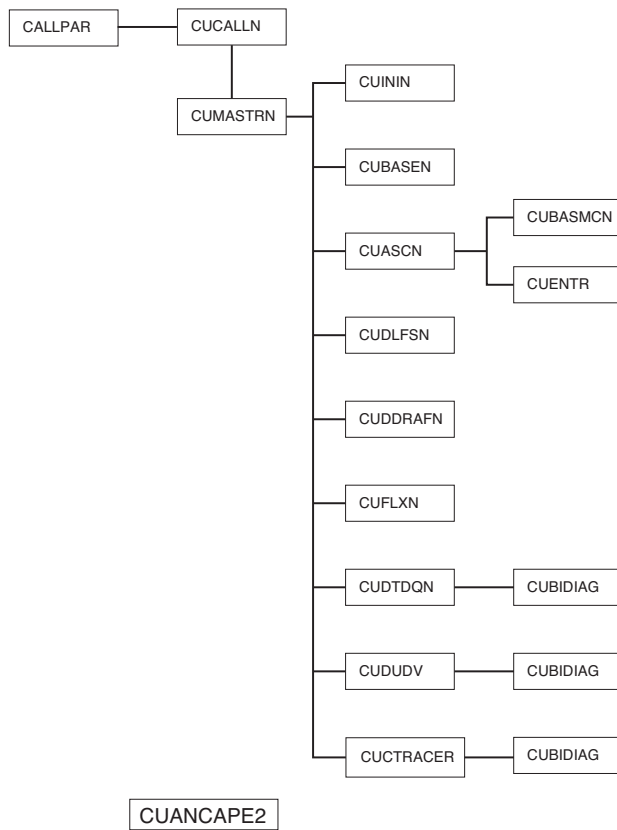 CALLPAR
CUCALLN
CUMASTRN
CUININ
CUBASEN
CUASCN
CUBASMCN
CUENTR
CUDLFSN
CUDDRAFN
CUFLXN
CUDTDQN
CUBIDIAG
CUDUDV
CUBIDIAG
CUCTRACER
CUBIDIAG
CUANCAPE2